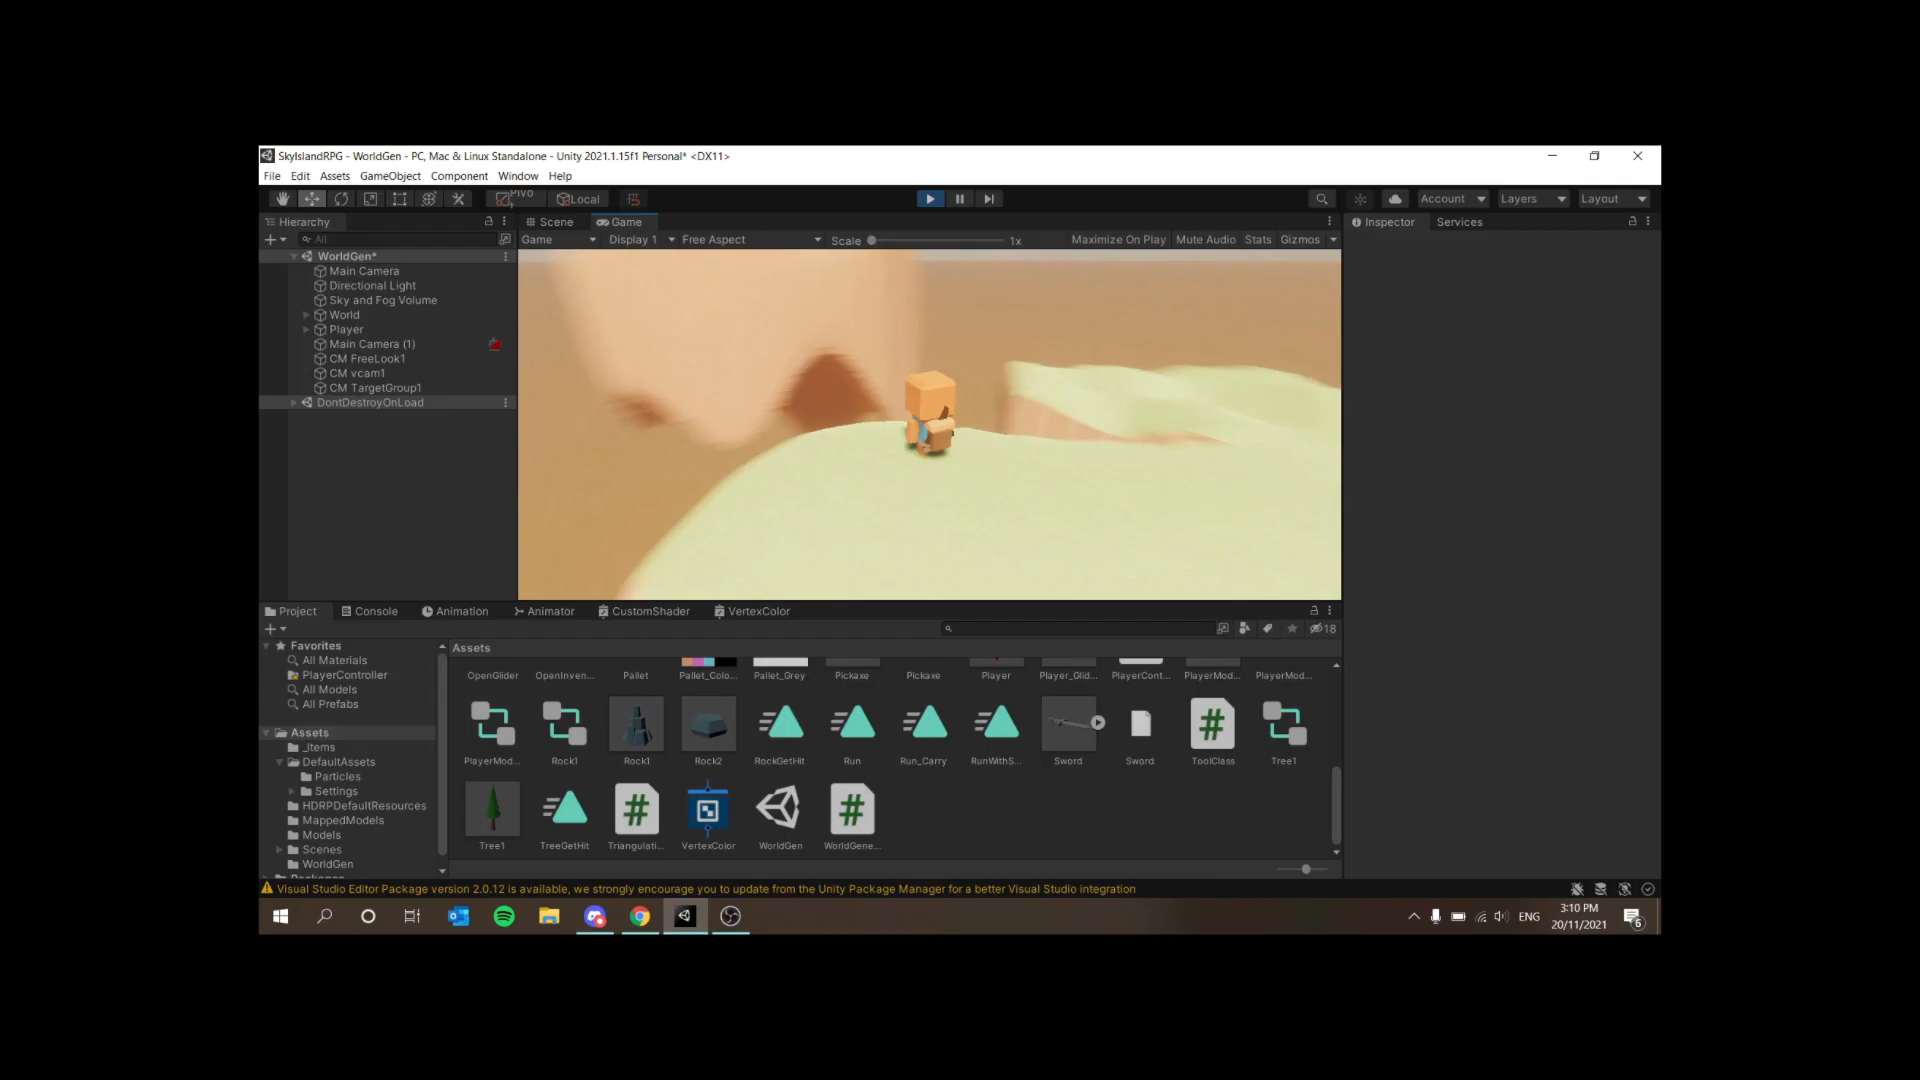 SkyIslandRPG - WorldGen - PC, Mac & Linux Standalone - Unity 2021.1.15f1 Personal* <DX11>
File Edit Assets GameObject Component Window Help
Local Account Layers Layout
Hierarchy Scene Game Inspector Services
All Game Display 1 Free Aspect Scale 1x Maximize On Play Mute Audio Stats Gizmos
WorldGen*
Main Camera
Directional Light
Sky and Fog Volume
World
Player
Main Camera (1)
CM FreeLook1
CM vcam1
CM TargetGroup1
DontDestroyOnLoad
Project Console Animation Animator CustomShader VertexColor
18
Favorites
All Materials
PlayerController
All Models
All Prefabs
Assets
_Items
DefaultAssets
Particles
Settings
HDRPDefaultResources
MappedModels
Models
Scenes
WorldGen
Assets
OpenGlider OpenInven... Pallet Pallet_Colo... Pallet_Grey Pickaxe Pickaxe Player Player_Glid... PlayerCont... PlayerMod... PlayerMod...
PlayerMod... Rock1 Rock1 Rock2 RockGetHit Run Run_Carry RunWithS... Sword Sword ToolClass Tree1
Tree1 TreeGetHit Triangulati... VertexColor WorldGen WorldGene...
Visual Studio Editor Package version 2.0.12 is available, we strongly encourage you to update from the Unity Package Manager for a better Visual Studio integration
ENG
3:10 PM
20/11/2021
6